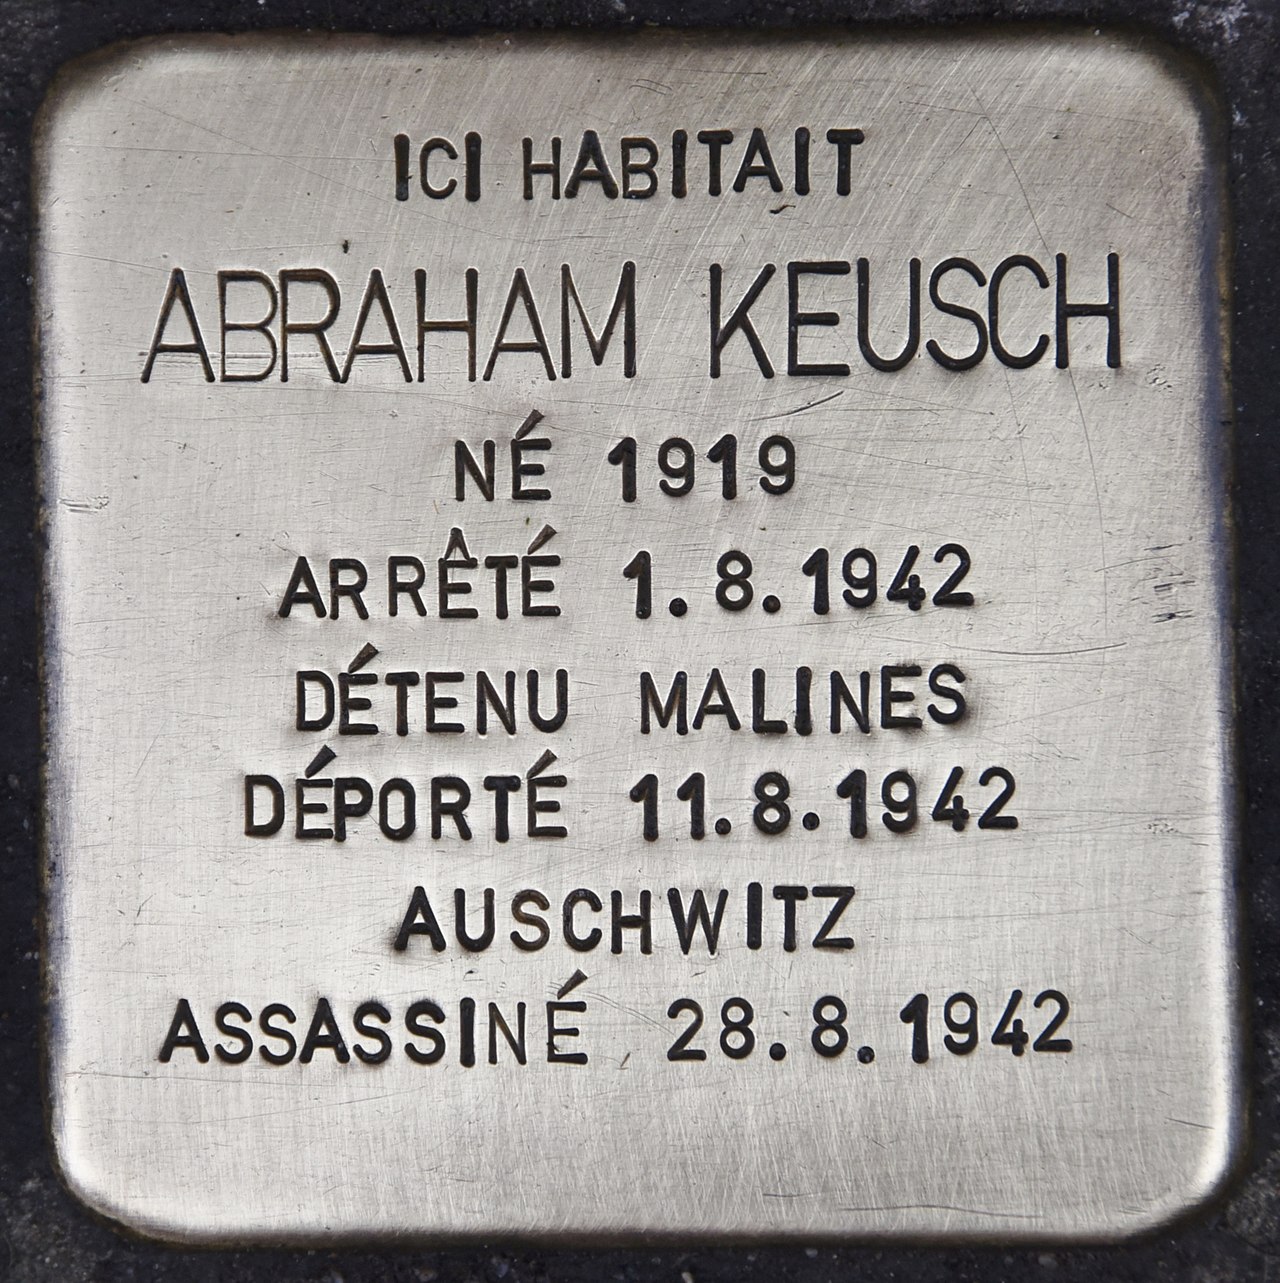 ICI HABITAIT
ABRAHAM KEUSCH
NÉ 1919
ARRÊTÉ 1.8.1942
DÉTENU MALINES
DÉPORTÉ 11.8.1942
AUSCHWITZ
ASSASSINÉ 28.8.1942